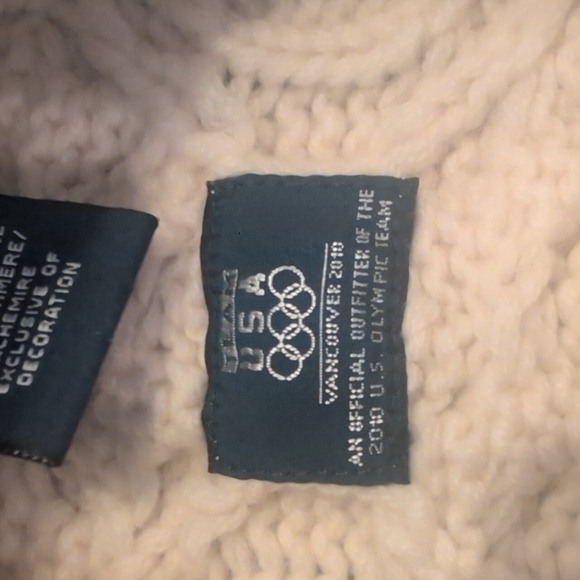 USA
VANCOUVER 2010
AN OFFICIAL OUTFITTER OF THE
2010 U.S. OLYMPIC TEAM
EXCLUSIVE OF
DECORATION